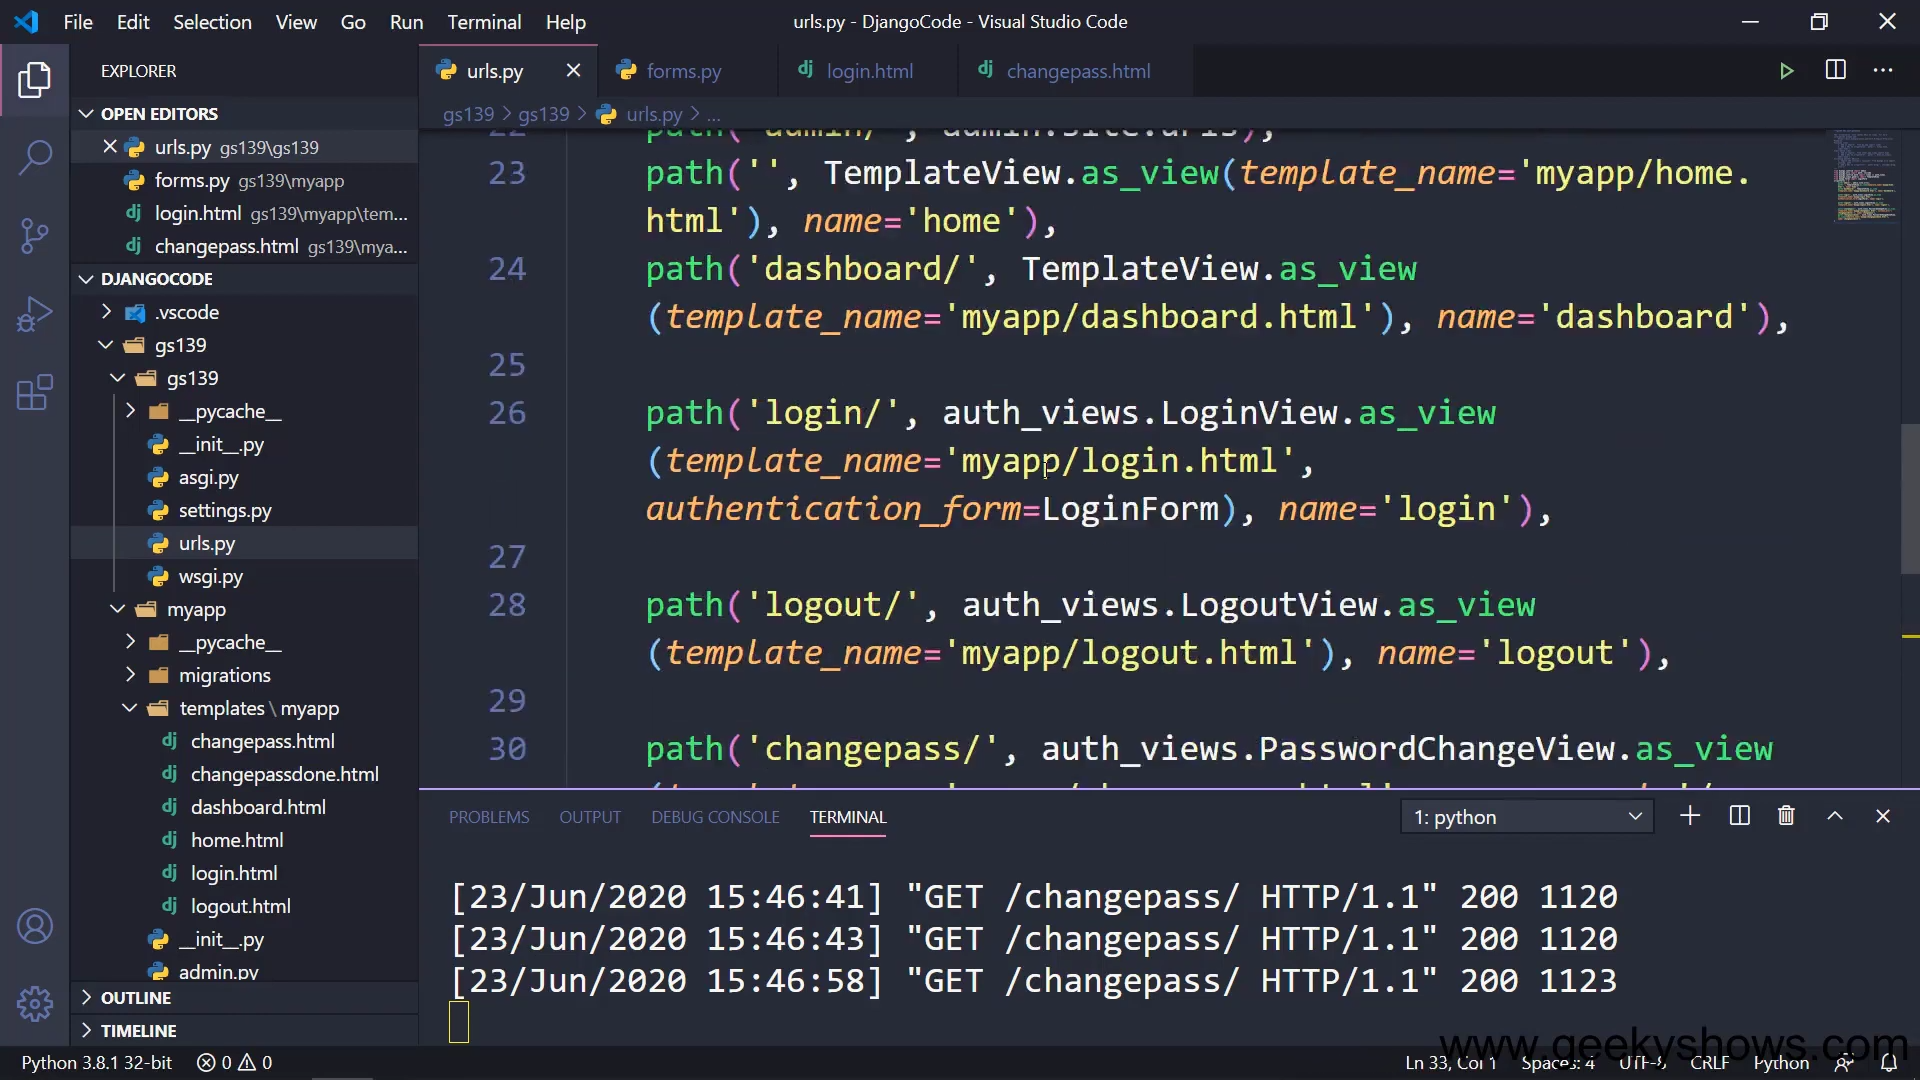 File Edit Selection View Go Run Terminal Help
urls.py - DjangoCode - Visual Studio Code
EXPLORER
urls.py
forms.py
login.html
changepass.html
OPEN EDITORS
gs139 > gs139 > urls.py > ...
urls.py gs139\gs139
forms.py gs139\myapp
login.html gs139\myapp\tem...
changepass.html gs139\mya...
DJANGOCODE
.vscode
gs139
gs139
__pycache__
__init__.py
asgi.py
settings.py
urls.py
wsgi.py
myapp
__pycache__
migrations
templates\myapp
changepass.html
changepassdone.html
dashboard.html
home.html
login.html
logout.html
__init__.py
admin.py
OUTLINE
TIMELINE
22 path('admin/', admin.site.urls),
23 path('', TemplateView.as_view(template_name='myapp/home.
html'), name='home'),
24 path('dashboard/', TemplateView.as_view
(template_name='myapp/dashboard.html'), name='dashboard'),
25
26 path('login/', auth_views.LoginView.as_view
(template_name='myapp/login.html',
authentication_form=LoginForm), name='login'),
27
28 path('logout/', auth_views.LogoutView.as_view
(template_name='myapp/logout.html'), name='logout'),
29
30 path('changepass/', auth_views.PasswordChangeView.as_view
PROBLEMS OUTPUT DEBUG CONSOLE TERMINAL
1: python
[23/Jun/2020 15:46:41] "GET /changepass/ HTTP/1.1" 200 1120
[23/Jun/2020 15:46:43] "GET /changepass/ HTTP/1.1" 200 1120
[23/Jun/2020 15:46:58] "GET /changepass/ HTTP/1.1" 200 1123
www.geekyshows.com
Python 3.8.1 32-bit
0
0
Ln 33, Col 1
Spaces: 4
UTF-8
CRLF
Python